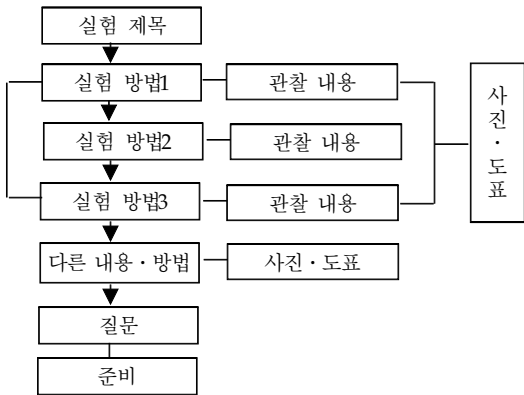 실험 제목
실험 방법1
관찰 내용
실험 방법2
관찰 내용
실험 방법3
관찰 내용
사진·도표
다른 내용·방법
사진·도표
질문
준비